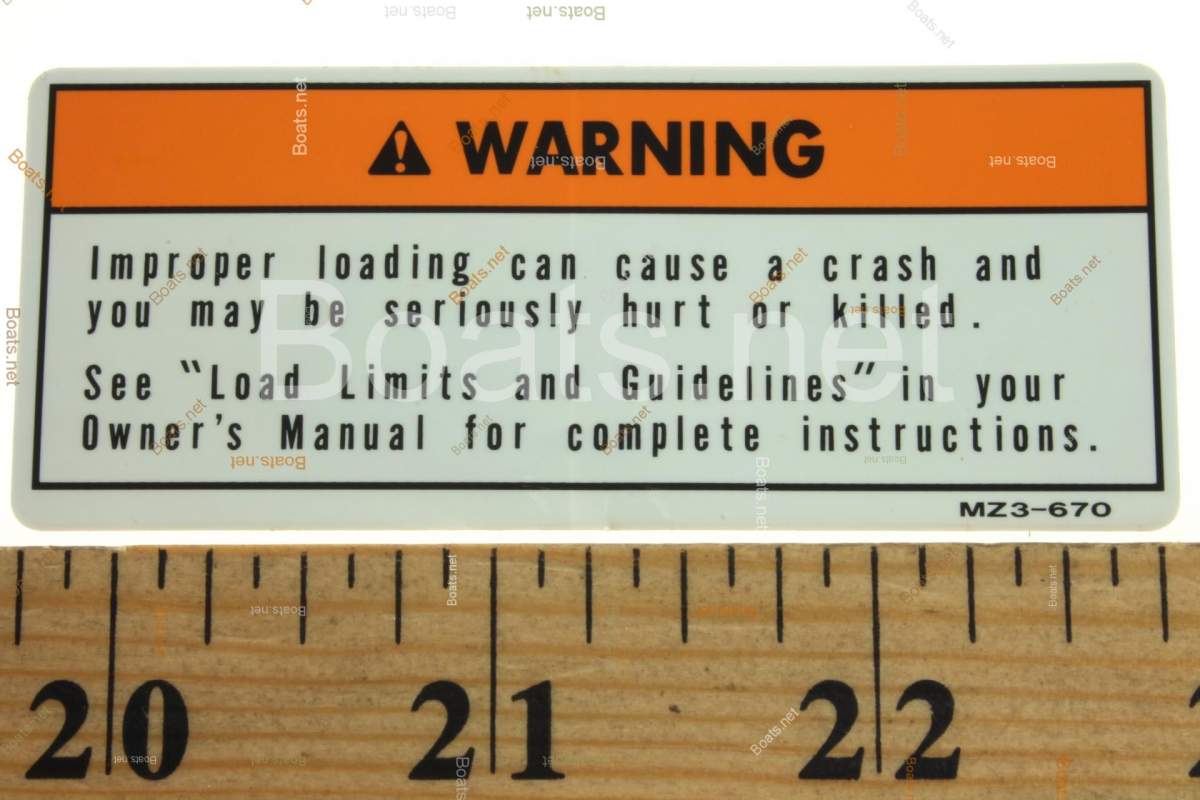 WARNING
Improper loading can cause a crash and
you may be seriously hurt or killed.
See "Load Limits and Guidelines" in your
Owner's Manual for complete instructions.
MZ3-670
Boats.net
20 21 22